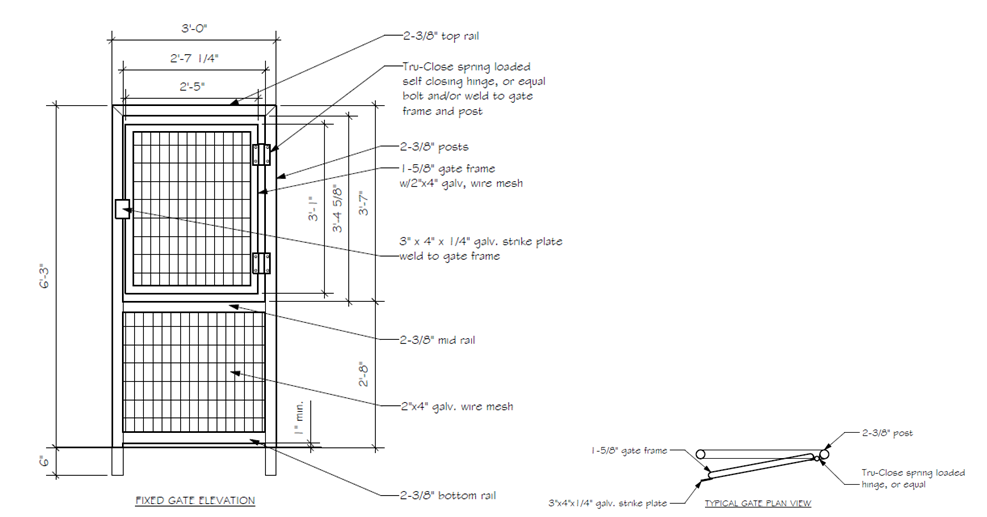 3'-0"
2'-7 1/4"
2'-5"
2-3/8" top rail
Tru-Close spring loaded
self closing hinge, or equal
bolt and/or weld to gate
frame and post
2-3/8" posts
1-5/8" gate frame
w/2"x4" galv, wire mesh
3'-1"
3'-4 5/8"
3'-7"
3" x 4" x 1/4" galv. strike plate
weld to gate frame
6'-3"
2-3/8" mid rail
2'-8"
2"x4" galv. wire mesh
1" min.
6"
2-3/8" bottom rail
FIXED GATE ELEVATION
2-3/8" post
1-5/8" gate frame
Tru-Close spring loaded
hinge, or equal
3"x4"x1/4" galv. strike plate
TYPICAL GATE PLAN VIEW